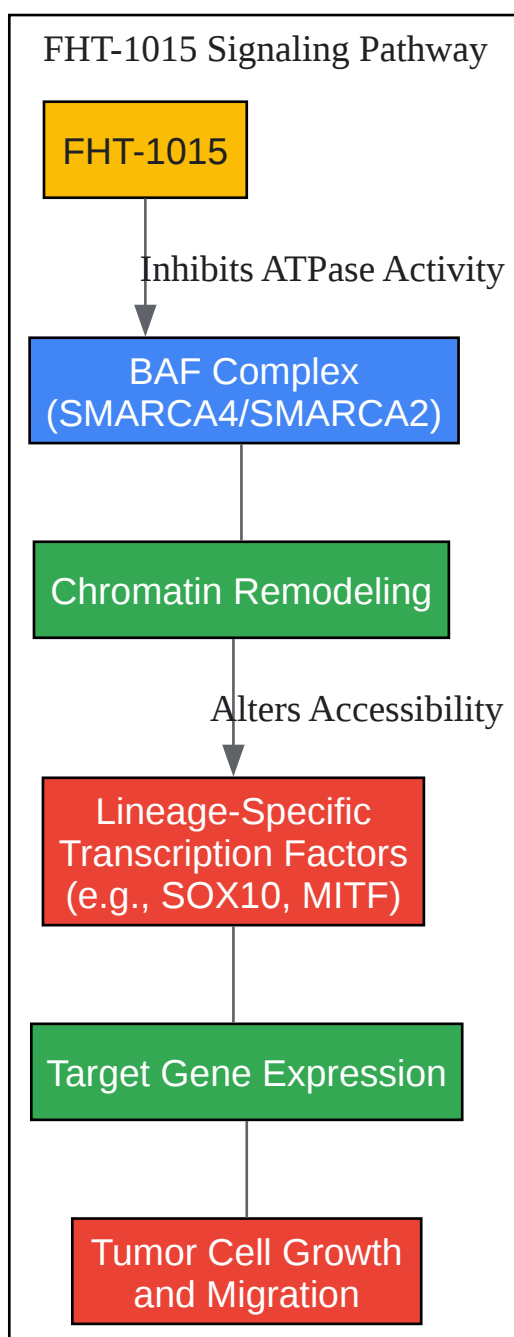 FHT-1015 Signaling Pathway
FHT-1015
Inhibits ATPase Activity
BAF Complex
(SMARCA4/SMARCA2)
Chromatin Remodeling
Alters Accessibility
Lineage-Specific
Transcription Factors
(e.g., SOX10, MITF)
Target Gene Expression
Tumor Cell Growth
and Migration